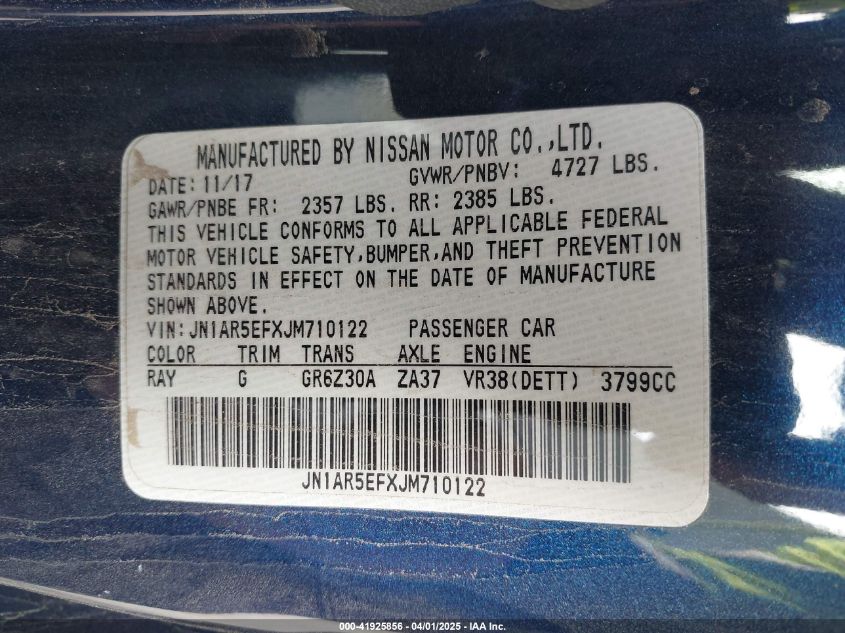 MANUFACTURED BY NISSAN MOTOR CO.,LTD.
DATE: 11/17 GVWR/PNBV: 4727 LBS.
GAWR/PNBE FR: 2357 LBS. RR: 2385 LBS.
THIS VEHICLE CONFORMS TO ALL APPLICABLE FEDERAL
MOTOR VEHICLE SAFETY,BUMPER,AND THEFT PREVENTION
STANDARDS IN EFFECT ON THE DATE OF MANUFACTURE
SHOWN ABOVE.
VIN:JN1AR5EFXJM710122 PASSENGER CAR
COLOR TRIM TRANS AXLE ENGINE
RAY G GR6Z30A ZA37 VR38(DETT) 3799CC
JN1AR5EFXJM710122
000-41925856 - 04/01/2025 - IAA Inc.